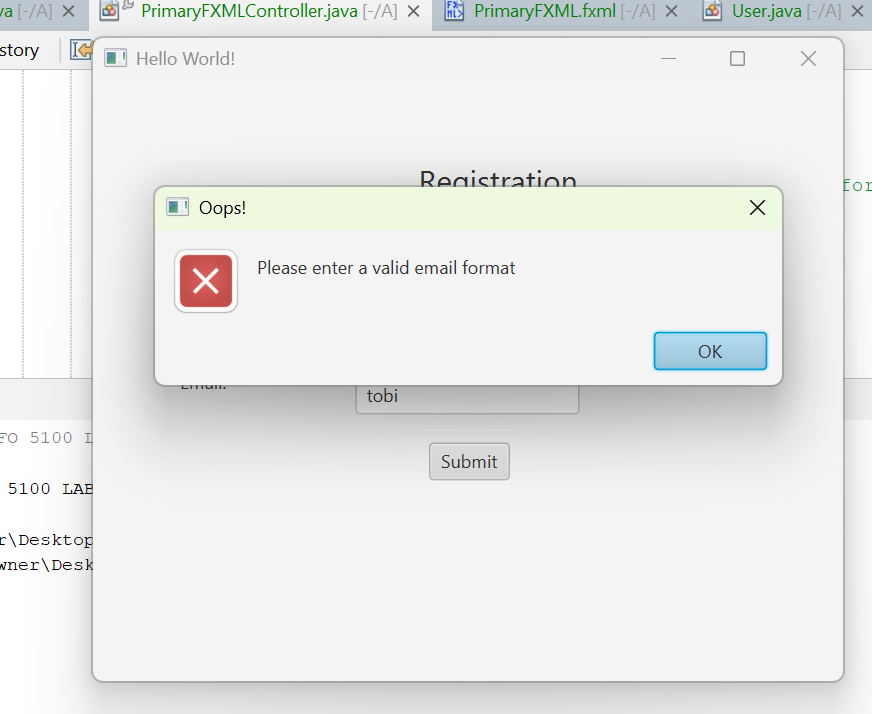 va [-/A] PrimaryFXMLController.java [-/A] PrimaryFXML.fxml [-/A] User.java [-/A]
story
Hello World!
Registration
for
Oops!
Please enter a valid email format
OK
Email:
tobi
FO 5100 L
Submit
5100 LAB
r\Desktop
wner\Desk